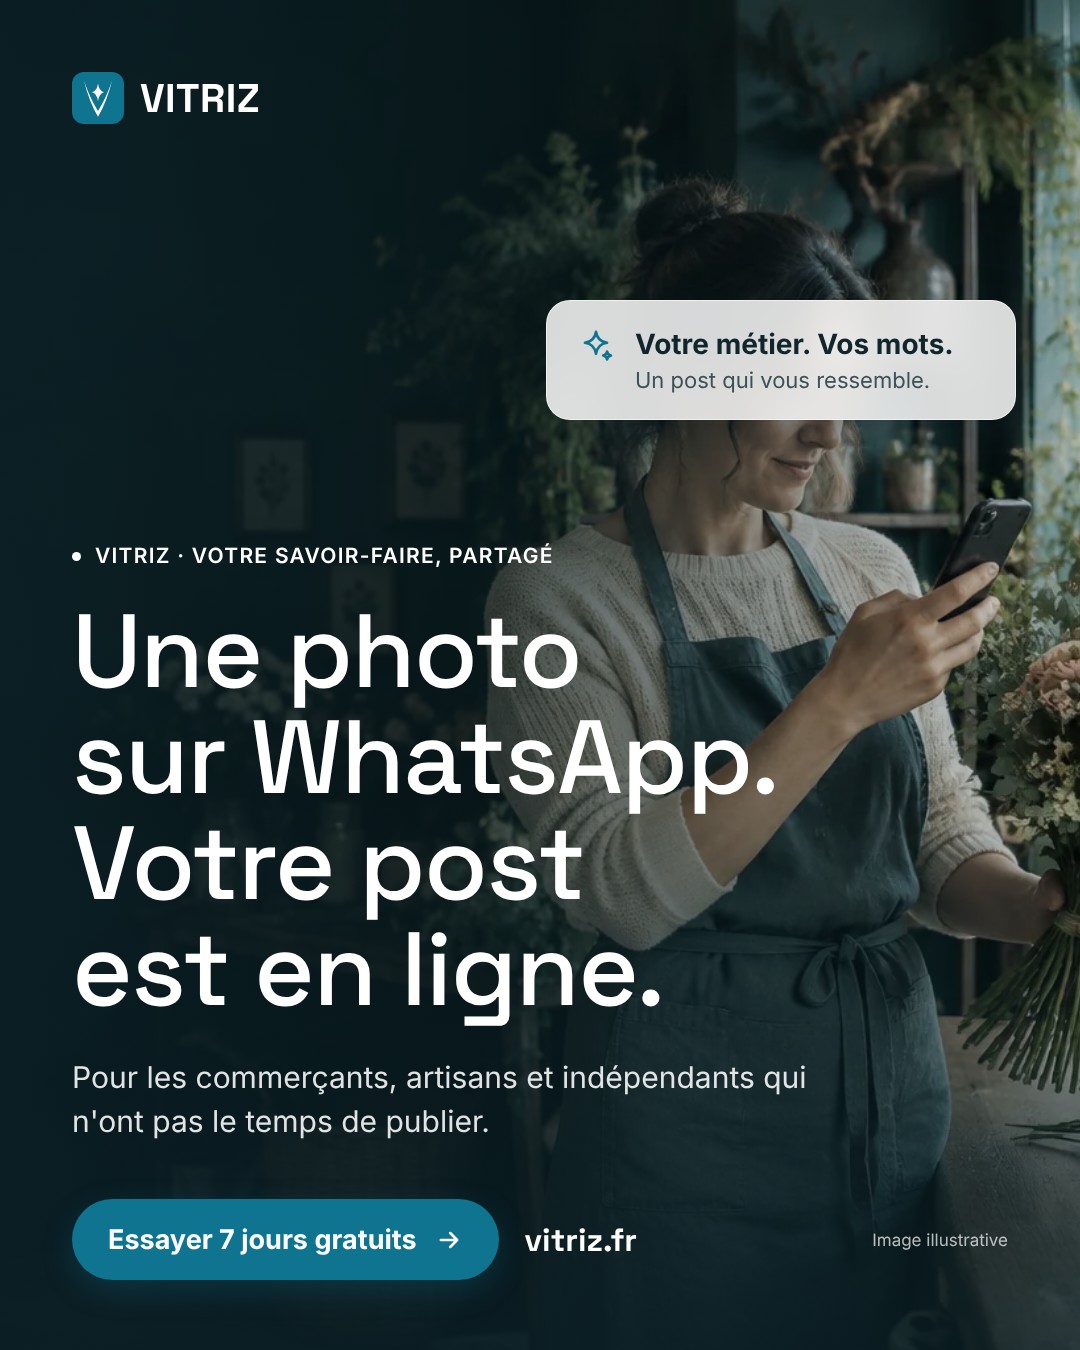 VITRIZ
Votre métier. Vos mots.
Un post qui vous ressemble.
VITRIZ · VOTRE SAVOIR-FAIRE, PARTAGÉ
Une photo
sur WhatsApp.
Votre post
est en ligne.
Pour les commerçants, artisans et indépendants qui
n'ont pas le temps de publier.
Essayer 7 jours gratuits →
vitriz.fr
Image illustrative